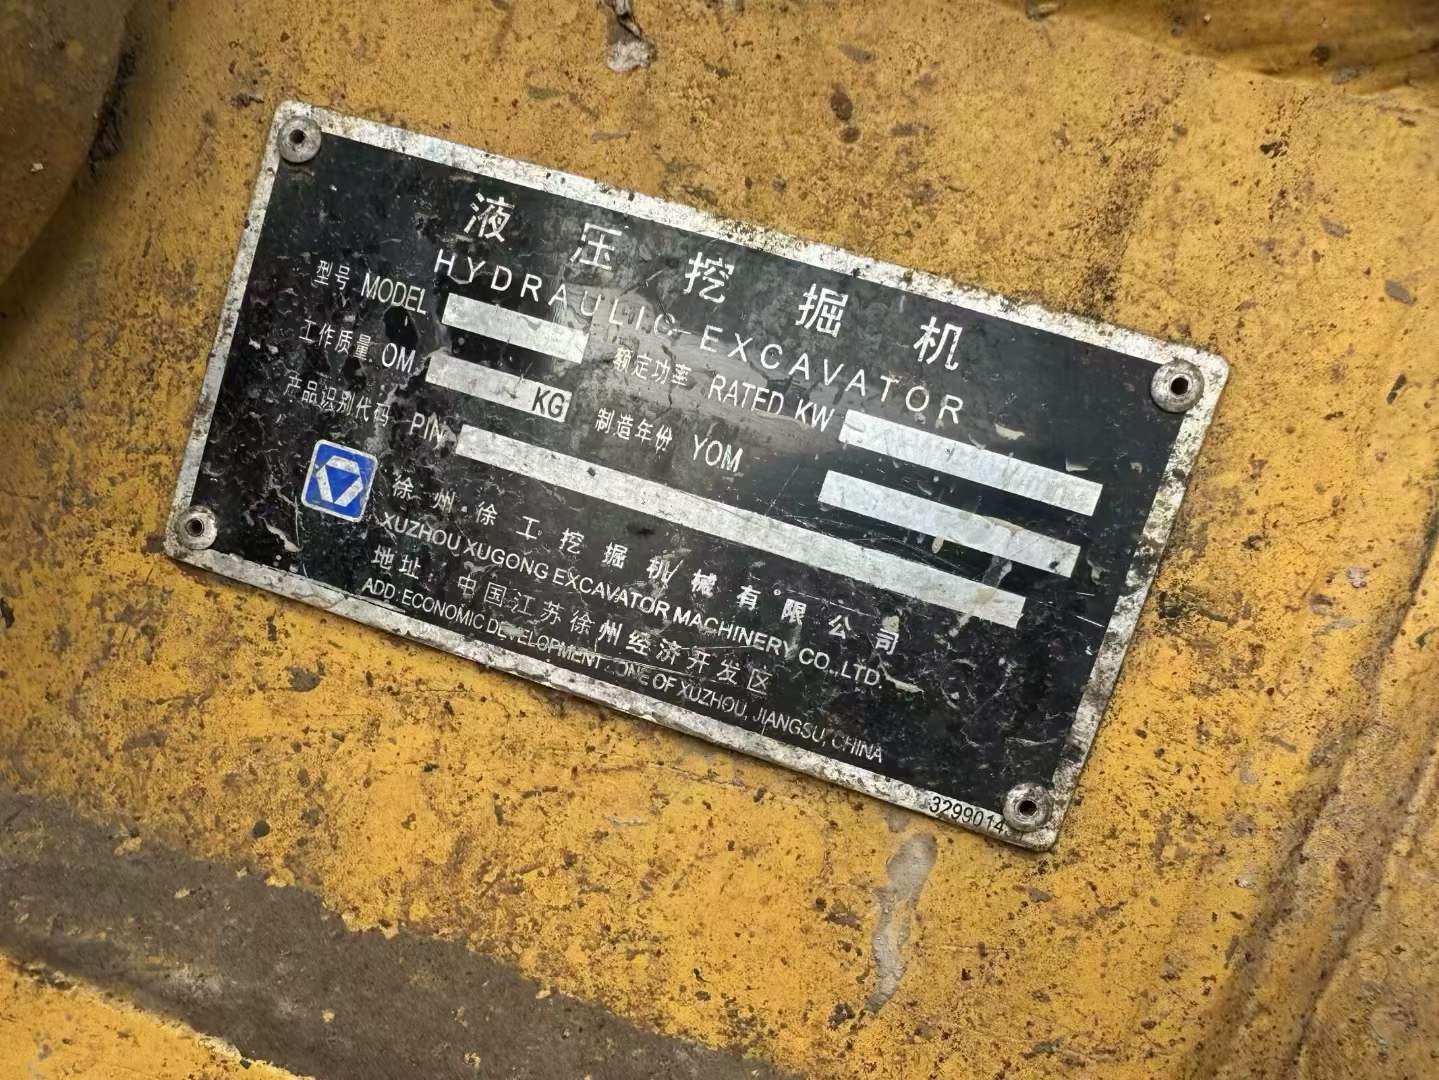 液压挖掘机
HYDRAULIC EXCAVATOR
型号 MODEL 额定功率 RATED KW
工作质量 OM KG 制造年份 YOM
产品识别代码 PIN
徐州徐工挖掘机械有限公司
XUZHOU XUGONG EXCAVATOR MACHINERY CO.,LTD.
地址:中国江苏徐州经济开发区
ADD:ECONOMIC DEVELOPMENT ZONE OF XUZHOU, JIANGSU, CHINA
3299014